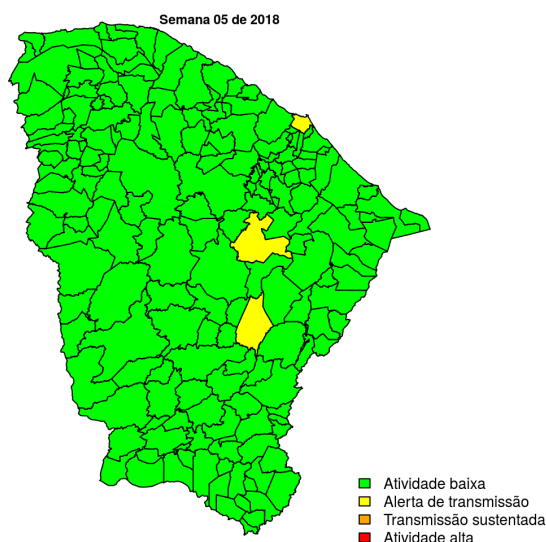 Semana 05 de 2018
Atividade baixa
Alerta de transmissão
Transmissão sustentada
Atividade alta